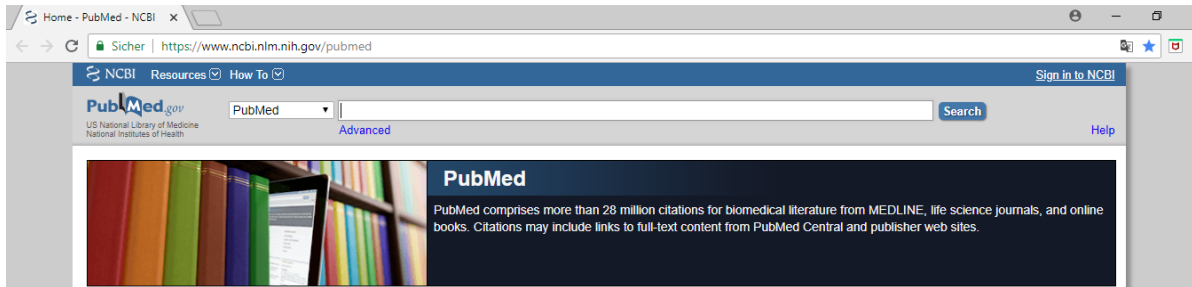 Home - PubMed - NCBI
Sicher | https://www.ncbi.nlm.nih.gov/pubmed
NCBI Resources How To Sign in to NCBI
PubMed.gov
US National Library of Medicine
National Institutes of Health
PubMed
Search
Advanced
Help
PubMed
PubMed comprises more than 28 million citations for biomedical literature from MEDLINE, life science journals, and online
books. Citations may include links to full-text content from PubMed Central and publisher web sites.